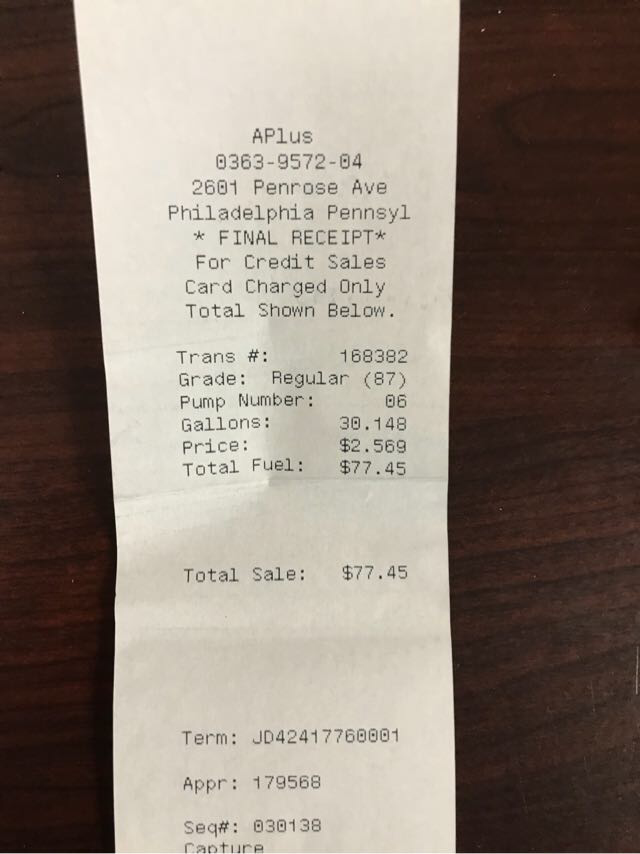 APlus
0363-9572-04
2601 Penrose Ave
Philadelphia Pennsyl
* FINAL RECEIPT*
For Credit Sales
Card Charged Only
Total Shown Below.
Trans #: 168382
Grade: Regular (87)
Pump Number: 06
Gallons: 30.148
Price: $2.569
Total Fuel: $77.45
Total Sale: $77.45
Term: JD42417760001
Appr: 179568
Seq#: 030138
Capture